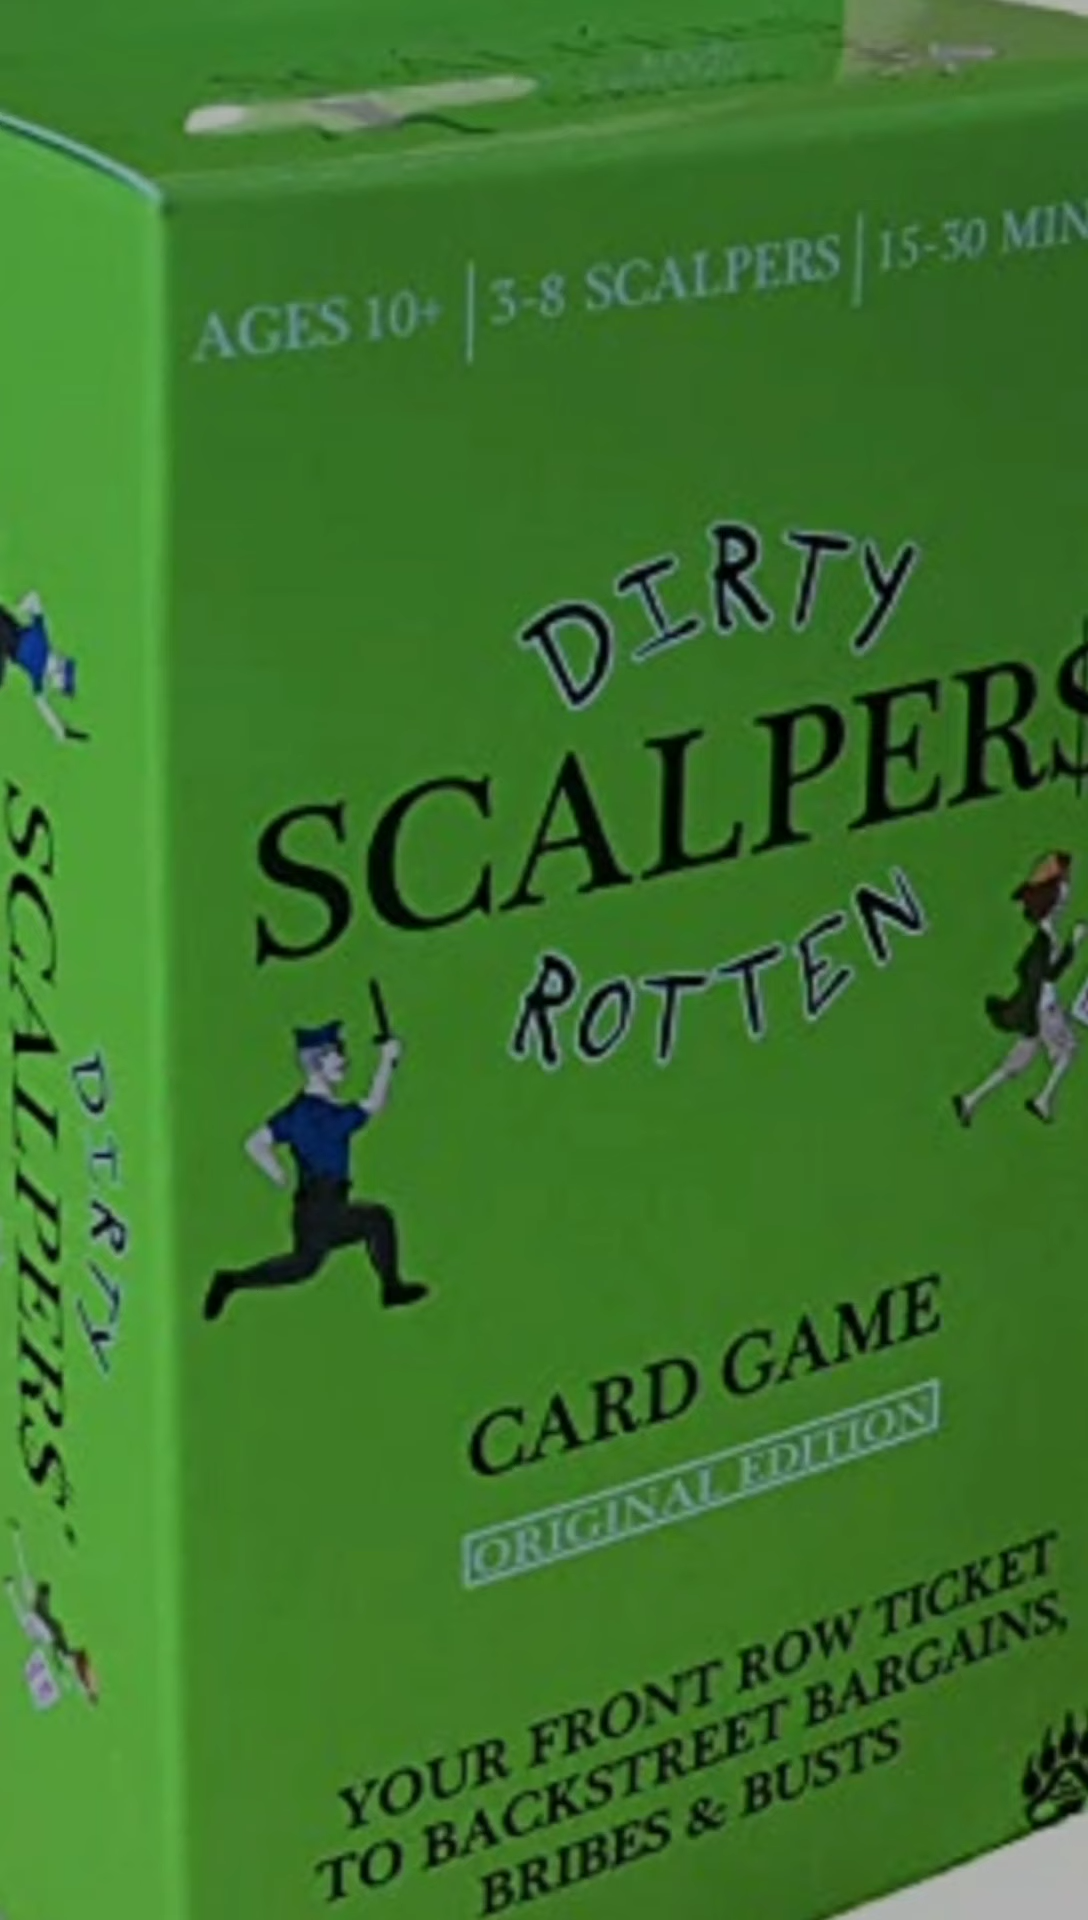 AGES 10+ | 3-8 SCALPERS | 15-30 MIN
DIRTY
SCALPER$
ROTTEN
CARD GAME
ORIGINAL EDITION
YOUR FRONT ROW TICKET
TO BACKSTREET BARGAINS,
BRIBES & BUSTS
DIRTY
SCALPERS